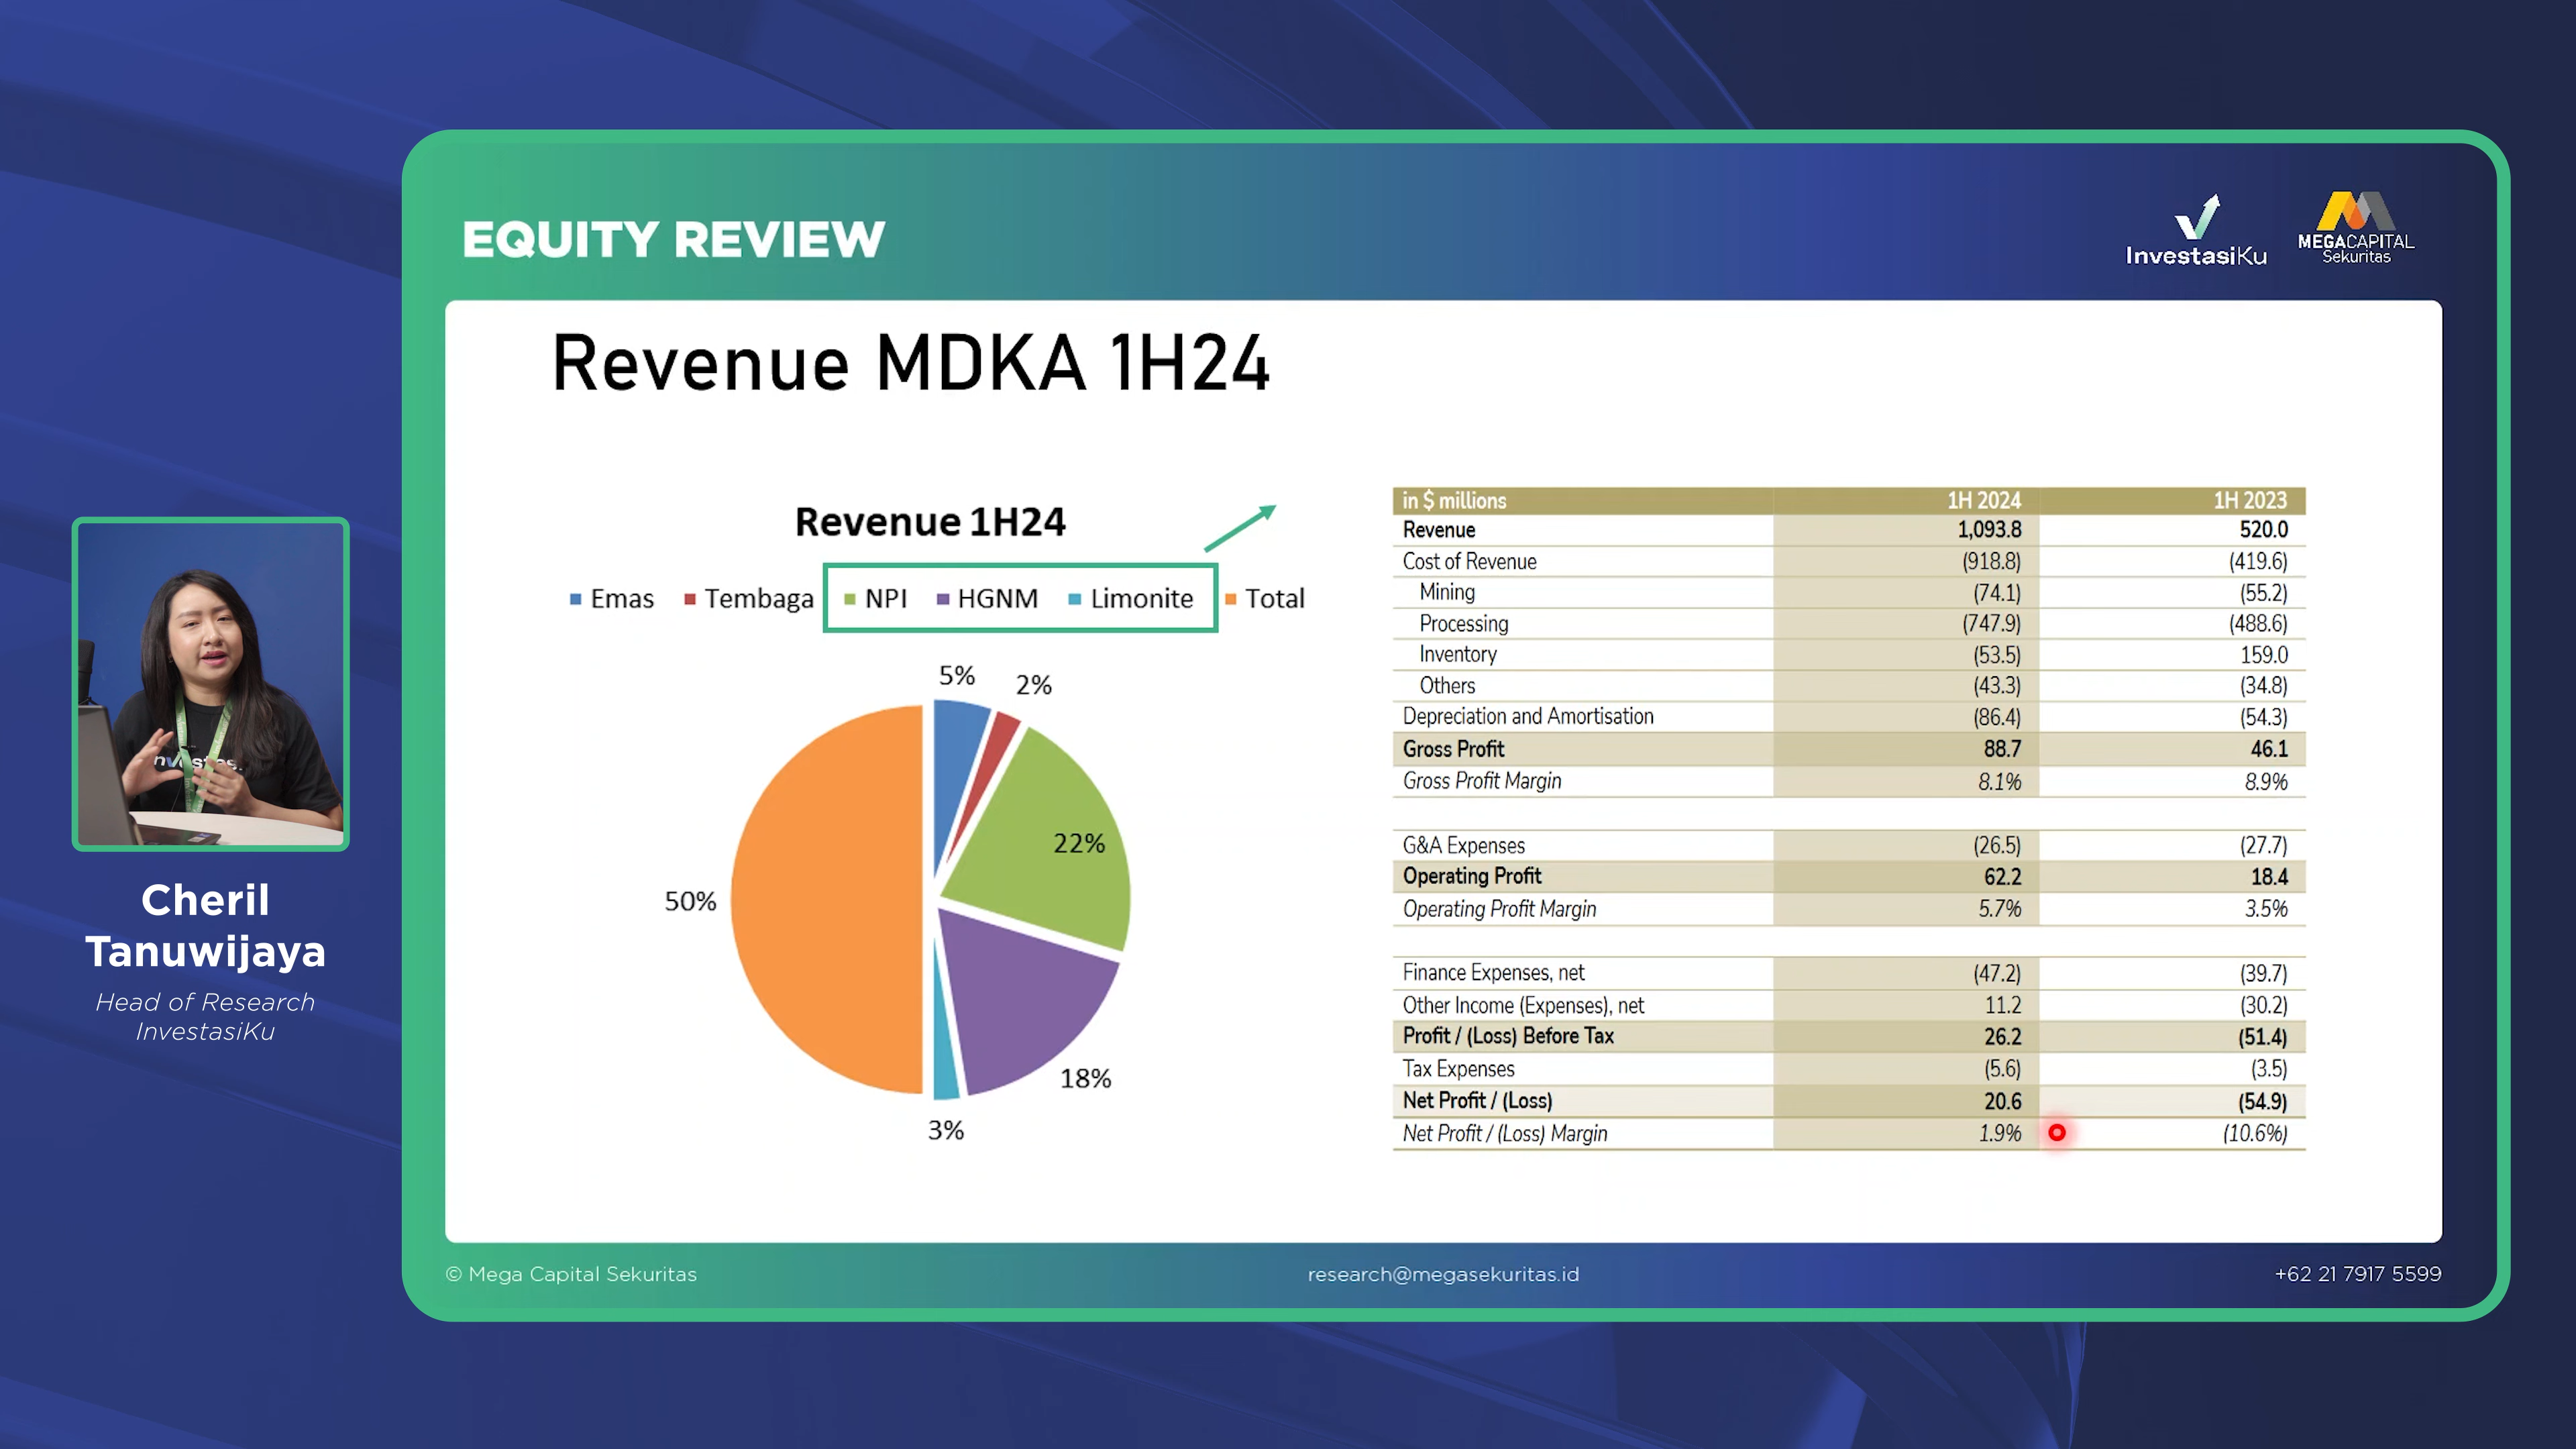 EQUITY REVIEW
InvestasiKu
MEGACAPITAL
Sekuritas
Revenue MDKA 1H24
Revenue 1H24
Emas Tembaga NPI HGNM Limonite Total
5%
2%
22%
50%
18%
3%
in $ millions 1H 2024 1H 2023
Revenue 1,093.8 520.0
Cost of Revenue (918.8) (419.6)
Mining (74.1) (55.2)
Processing (747.9) (488.6)
Inventory (53.5) 159.0
Others (43.3) (34.8)
Depreciation and Amortisation (86.4) (54.3)
Gross Profit 88.7 46.1
Gross Profit Margin 8.1% 8.9%
G&A Expenses (26.5) (27.7)
Operating Profit 62.2 18.4
Operating Profit Margin 5.7% 3.5%
Finance Expenses, net (47.2) (39.7)
Other Income (Expenses), net 11.2 (30.2)
Profit / (Loss) Before Tax 26.2 (51.4)
Tax Expenses (5.6) (3.5)
Net Profit / (Loss) 20.6 (54.9)
Net Profit / (Loss) Margin 1.9% (10.6%)
Cheril
Tanuwijaya
Head of Research
InvestasiKu
© Mega Capital Sekuritas
research@megasekuritas.id
+62 21 7917 5599